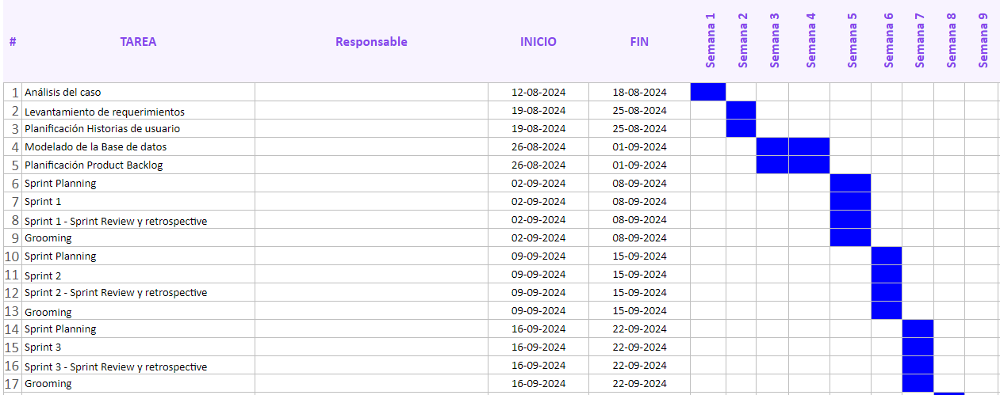 # TAREA Responsable INICIO FIN Semana 1 Semana 2 Semana 3 Semana 4 Semana 5 Semana 6 Semana 7 Semana 8 Semana 9
1 Análisis del caso 12-08-2024 18-08-2024
2 Levantamiento de requerimientos 19-08-2024 25-08-2024
3 Planificación Historias de usuario 19-08-2024 25-08-2024
4 Modelado de la Base de datos 26-08-2024 01-09-2024
5 Planificación Product Backlog 26-08-2024 01-09-2024
6 Sprint Planning 02-09-2024 08-09-2024
7 Sprint 1 02-09-2024 08-09-2024
8 Sprint 1 - Sprint Review y retrospective 02-09-2024 08-09-2024
9 Grooming 02-09-2024 08-09-2024
10 Sprint Planning 09-09-2024 15-09-2024
11 Sprint 2 09-09-2024 15-09-2024
12 Sprint 2 - Sprint Review y retrospective 09-09-2024 15-09-2024
13 Grooming 09-09-2024 15-09-2024
14 Sprint Planning 16-09-2024 22-09-2024
15 Sprint 3 16-09-2024 22-09-2024
16 Sprint 3 - Sprint Review y retrospective 16-09-2024 22-09-2024
17 Grooming 16-09-2024 22-09-2024